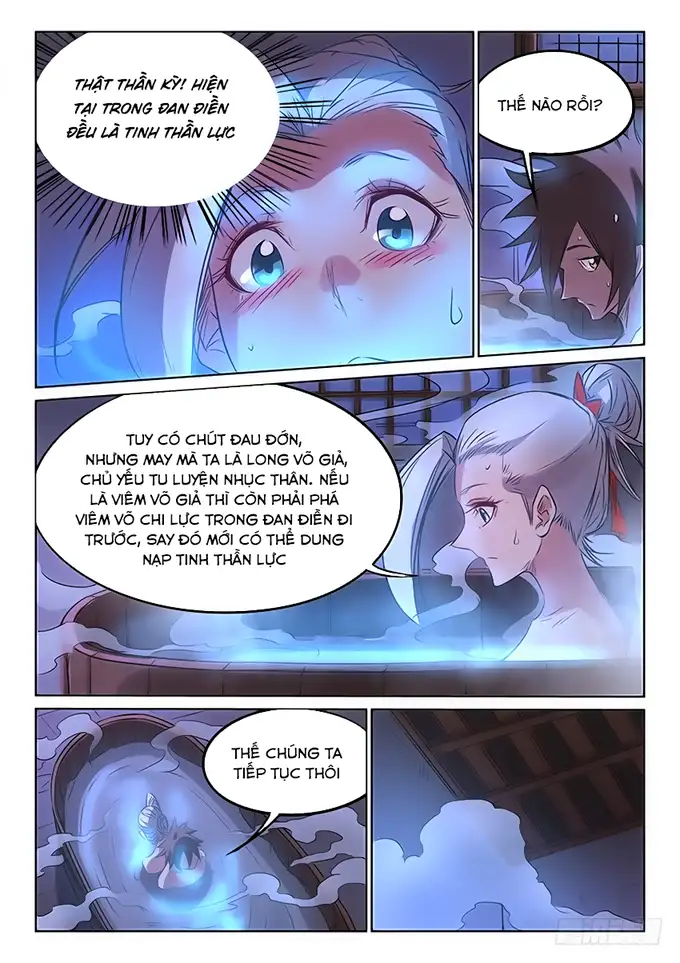 THẬT THẦN KỲ! HIỆN
TẠI TRONG ĐAN ĐIỀN
ĐỀU LÀ TINH THẦN LỰC
THẾ NÀO RỒI?
TUY CÓ CHÚT ĐAU ĐỚN,
NHƯNG MAY MÀ TA LÀ LONG VÕ GIẢ,
CHỦ YẾU TU LUYỆN NHỤC THÂN. NẾU
LÀ VIÊM VÕ GIẢ THÌ CÒN PHẢI PHÁ
VIÊM VÕ CHI LỰC TRONG ĐAN ĐIỀN ĐI
TRƯỚC, SAY ĐÓ MỚI CÓ THỂ DUNG
NẠP TINH THẦN LỰC
THẾ CHÚNG TA
TIẾP TỤC THÔI